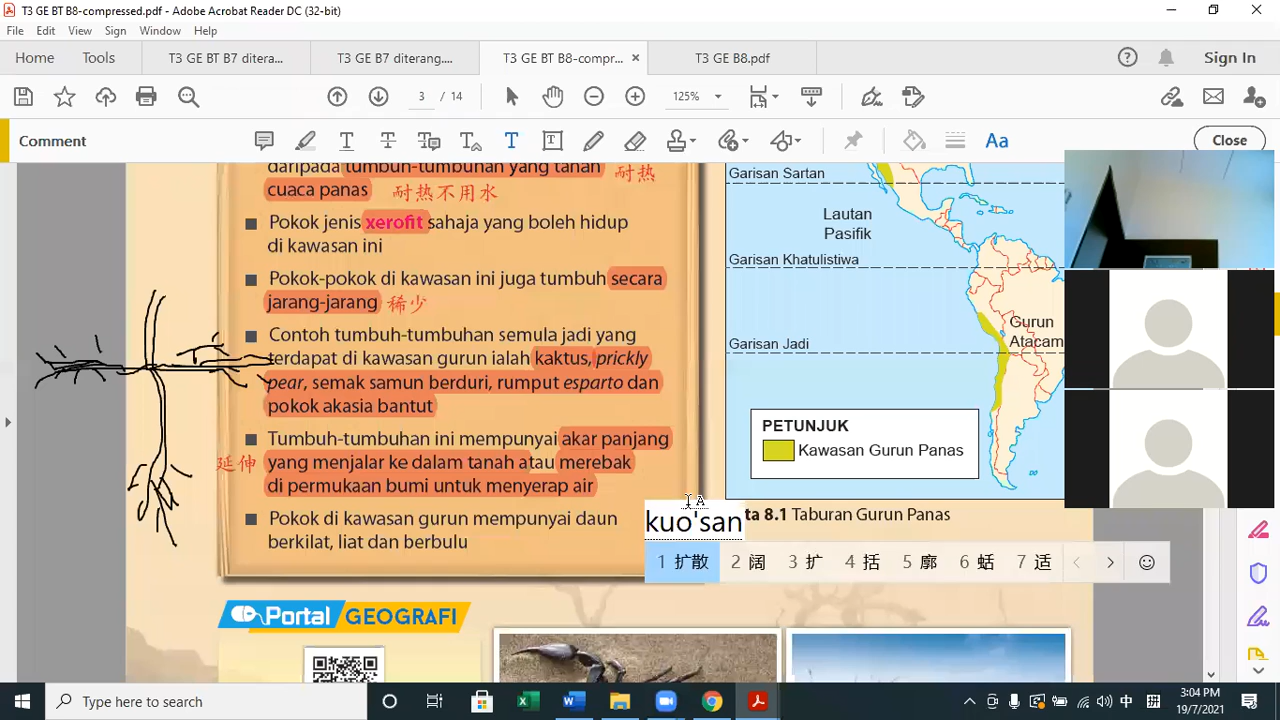 T3 GE BT B8-compressed.pdf - Adobe Acrobat Reader DC (32-bit)
File Edit View Sign Window Help
Home Tools T3 GE BT B7 ditera... T3 GE B7 diterang.... T3 GE BT B8-compr... T3 GE B8.pdf Sign In
3 / 14 125%
Comment Close
daripada tumbuh-tumbuhan yang tahan 耐热
cuaca panas 耐热不用水
Pokok jenis xerofit sahaja yang boleh hidup
di kawasan ini
Pokok-pokok di kawasan ini juga tumbuh secara
jarang-jarang 稀少
Contoh tumbuh-tumbuhan semula jadi yang
terdapat di kawasan gurun ialah kaktus, prickly
pear, semak samun berduri, rumput esparto dan
pokok akasia bantut
Tumbuh-tumbuhan ini mempunyai akar panjang
延伸 yang menjalar ke dalam tanah atau merebak
di permukaan bumi untuk menyerap air
Pokok di kawasan gurun mempunyai daun
berkilat, liat dan berbulu
Garisan Sartan
Lautan
Pasifik
Garisan Khatulistiwa
Gurun
Atacam
Garisan Jadi
PETUNJUK
Kawasan Gurun Panas
ta 8.1 Taburan Gurun Panas
kuo'san
1 扩散 2 阔 3 扩 4 括 5 廓 6 蛞 7 适
Portal GEOGRAFI
Type here to search
中 拼 3:04 PM
19/7/2021